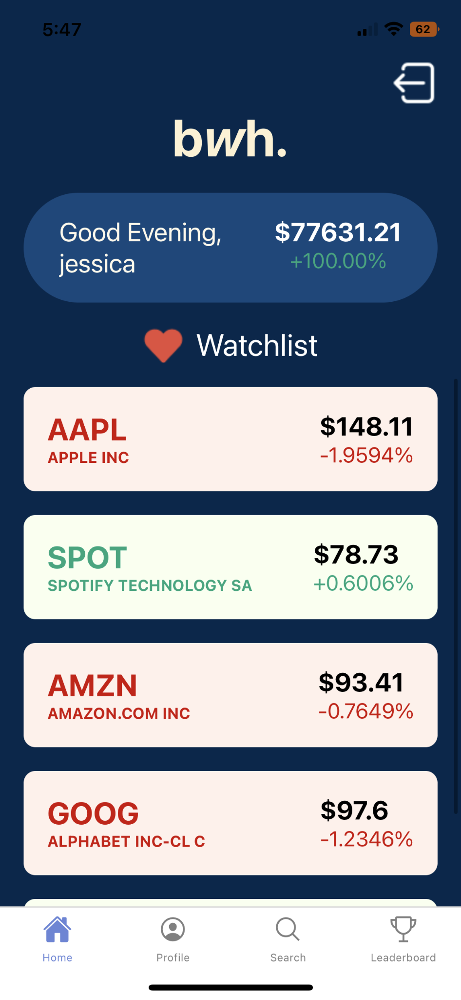 5:47
62
bwh.
Good Evening,
jessica
$77631.21
+100.00%
Watchlist
AAPL
APPLE INC
$148.11
-1.9594%
SPOT
SPOTIFY TECHNOLOGY SA
$78.73
+0.6006%
AMZN
AMAZON.COM INC
$93.41
-0.7649%
GOOG
ALPHABET INC-CL C
$97.6
-1.2346%
Home
Profile
Search
Leaderboard